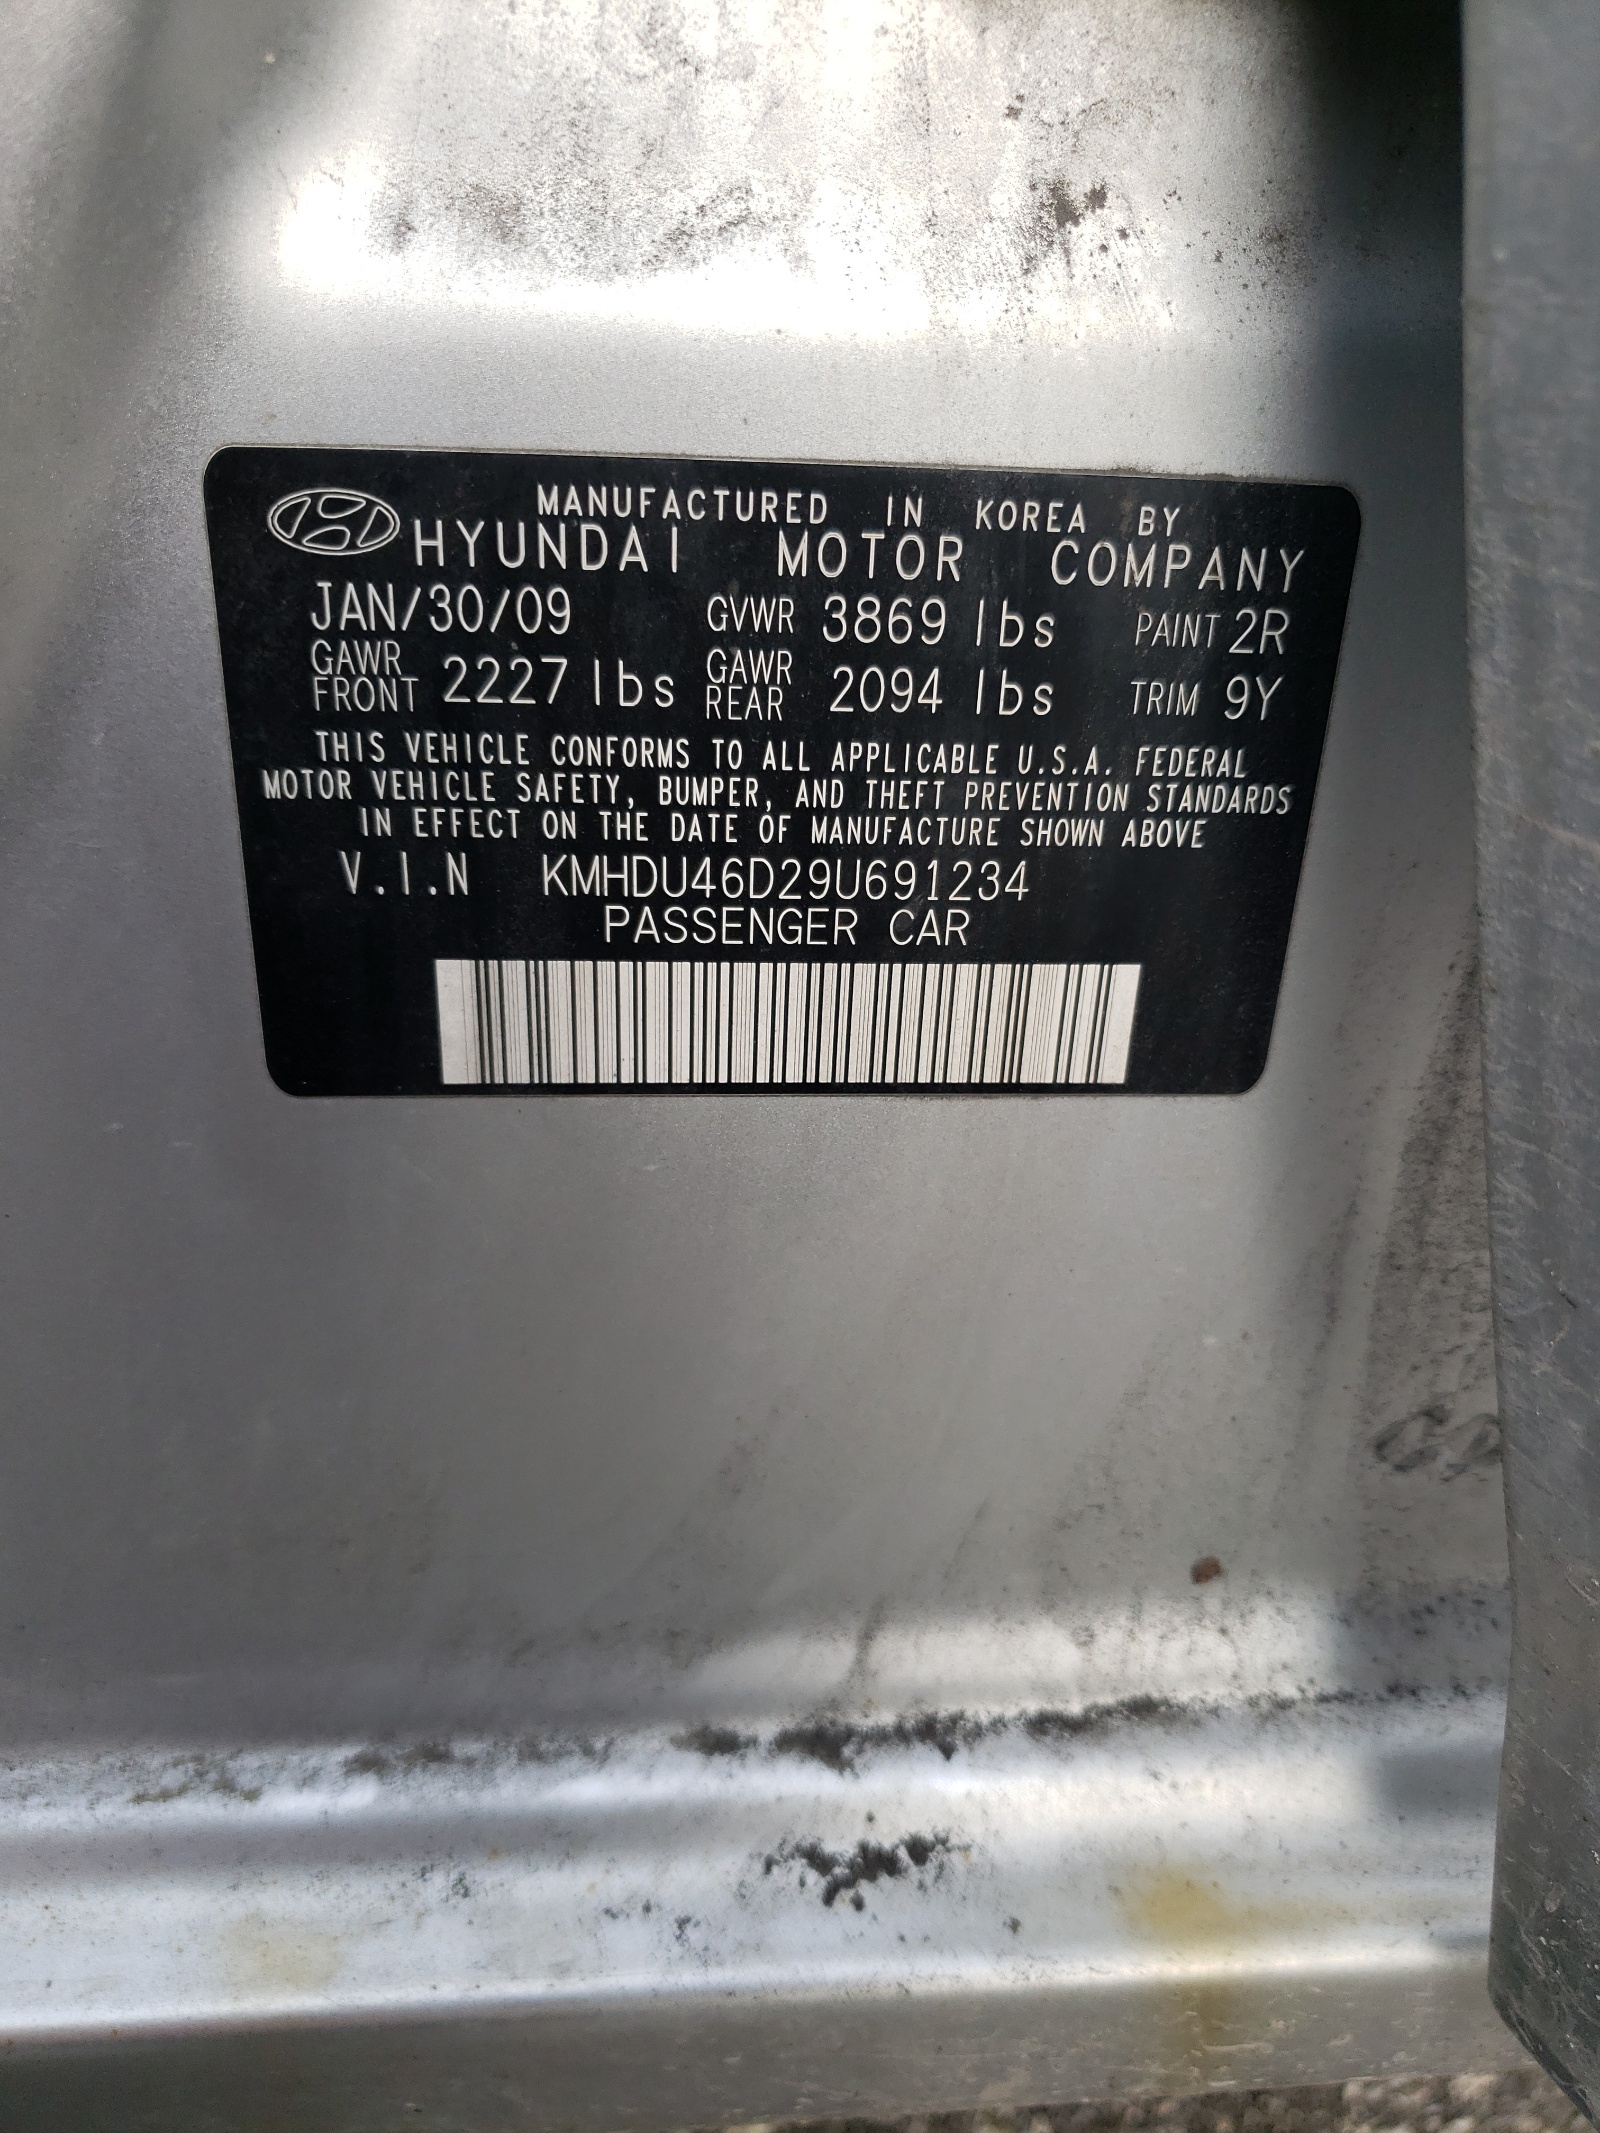 MANUFACTURED IN KOREA BY
HYUNDAI MOTOR COMPANY
JAN/30/09 GVWR 3869 lbs PAINT 2R
GAWR FRONT 2227 lbs GAWR REAR 2094 lbs TRIM 9Y
THIS VEHICLE CONFORMS TO ALL APPLICABLE U.S.A. FEDERAL
MOTOR VEHICLE SAFETY, BUMPER, AND THEFT PREVENTION STANDARDS
IN EFFECT ON THE DATE OF MANUFACTURE SHOWN ABOVE
V.I.N KMHDU46D29U691234
PASSENGER CAR